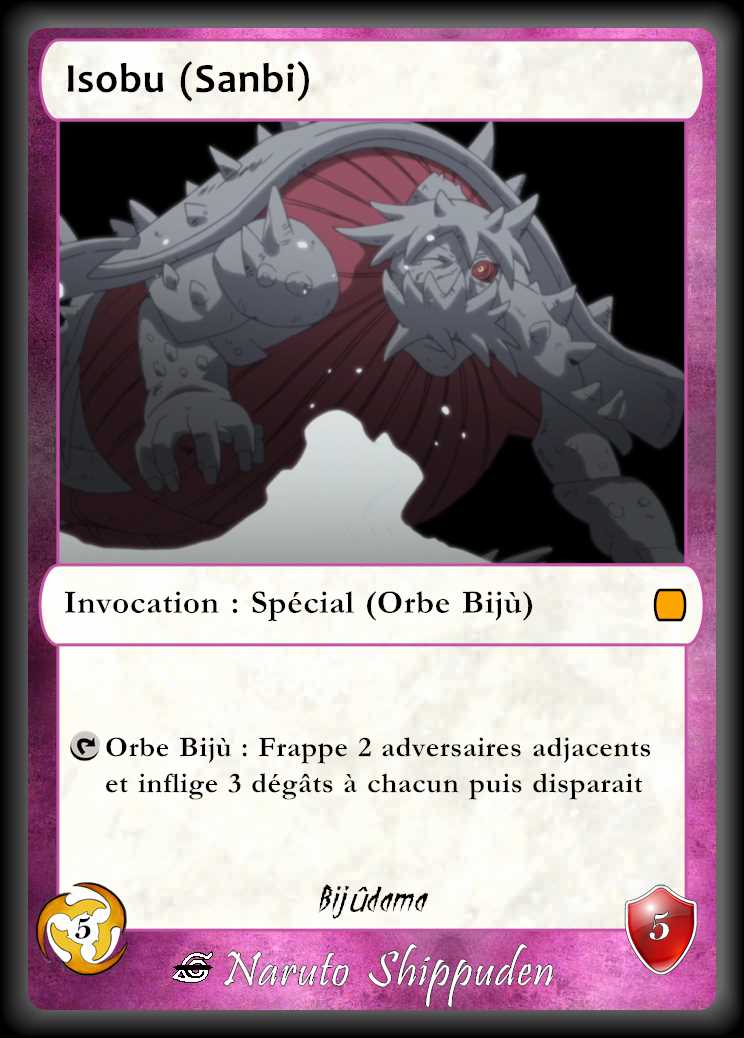 Isobu (Sanbi)
Invocation : Spécial (Orbe Bijù)
Orbe Bijù : Frappe 2 adversaires adjacents
et inflige 3 dégâts à chacun puis disparait
Bijûdama
5
5
Naruto Shippuden